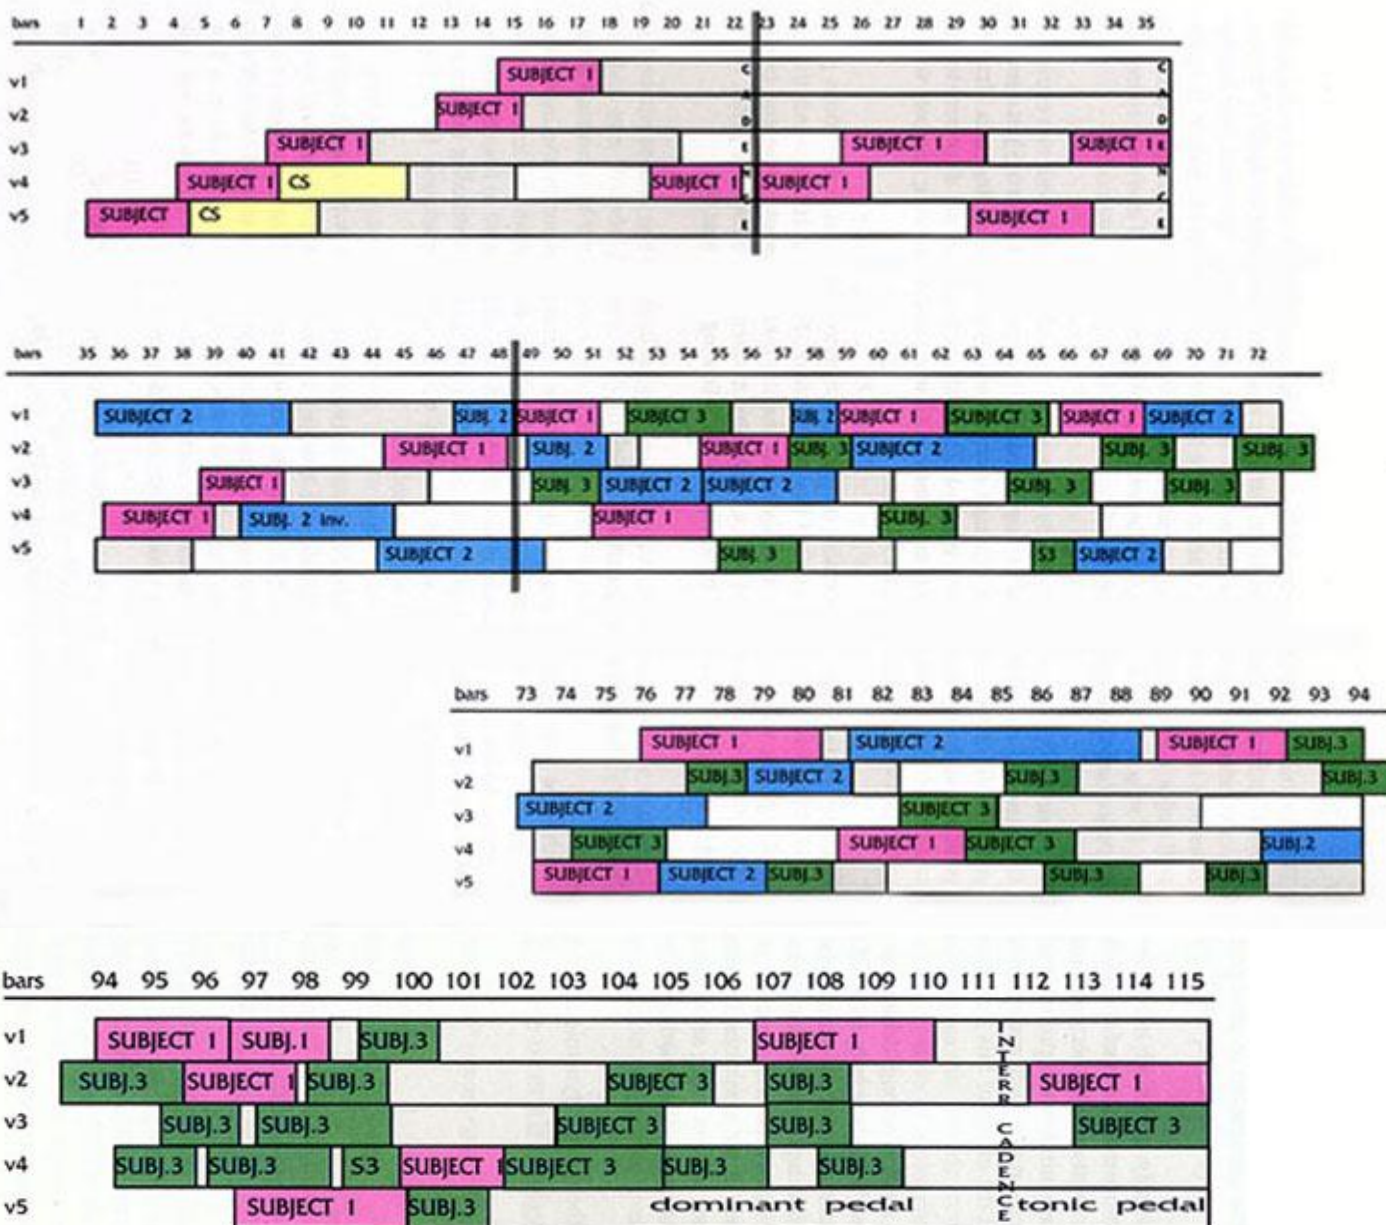 bars 1 2 3 4 5 6 7 8 9 10 11 12 13 14 15 16 17 18 19 20 21 22 23 24 25 26 27 28 29 30 31 32 33 34 35
v1 SUBJECT 1
v2 SUBJECT 1
v3 SUBJECT 1 SUBJECT 1 SUBJECT 1
v4 SUBJECT 1 CS SUBJECT 1 SUBJECT 1
v5 SUBJECT CS SUBJECT 1
CADENCE
CADENCE
bars 35 36 37 38 39 40 41 42 43 44 45 46 47 48 49 50 51 52 53 54 55 57 58 59 60 61 62 63 64 65 66 67 68 69 70 71 72
v1 SUBJECT 2 SUBJ. 2 SUBJECT 1 SUBJECT 3 SUBJ. 2 SUBJECT 1 SUBJECT 3 SUBJECT 1 SUBJECT 2
v2 SUBJECT 1 SUBJ. 2 SUBJECT 1 SUBJ. 3 SUBJECT 2 SUBJ. 3 SUBJ. 3
v3 SUBJECT 1 SUBJ. 3 SUBJECT 2 SUBJECT 2 SUBJ. 3 SUBJ. 3
v4 SUBJECT 1 SUBJ. 2 inv. SUBJECT 1 SUBJ. 3
v5 SUBJECT 2 SUBJ. 3 S3 SUBJECT 2
bars 73 74 75 76 77 78 79 80 81 82 83 84 85 86 87 88 89 90 91 92 93 94
v1 SUBJECT 1 SUBJECT 2 SUBJECT 1 SUBJ.3
v2 SUBJ.3 SUBJECT 2 SUBJ.3 SUBJ.3
v3 SUBJECT 2 SUBJECT 3
v4 SUBJECT 3 SUBJECT 1 SUBJECT 3 SUBJ.2
v5 SUBJECT 1 SUBJECT 2 SUBJ.3 SUBJ.3 SUBJ.3
bars 94 95 96 97 98 99 100 101 102 103 104 105 106 107 108 109 110 111 112 113 114 115
v1 SUBJECT 1 SUBJ.1 SUBJ.3 SUBJECT 1
v2 SUBJ.3 SUBJECT 1 SUBJ.3 SUBJECT 3 SUBJ.3 SUBJECT 1
v3 SUBJ.3 SUBJ.3 SUBJECT 3 SUBJ.3 SUBJECT 3
v4 SUBJ.3 SUBJ.3 S3 SUBJECT 1 SUBJECT 3 SUBJ.3 SUBJ.3
v5 SUBJECT 1 SUBJ.3 dominant pedal tonic pedal
INTERR CADENCE